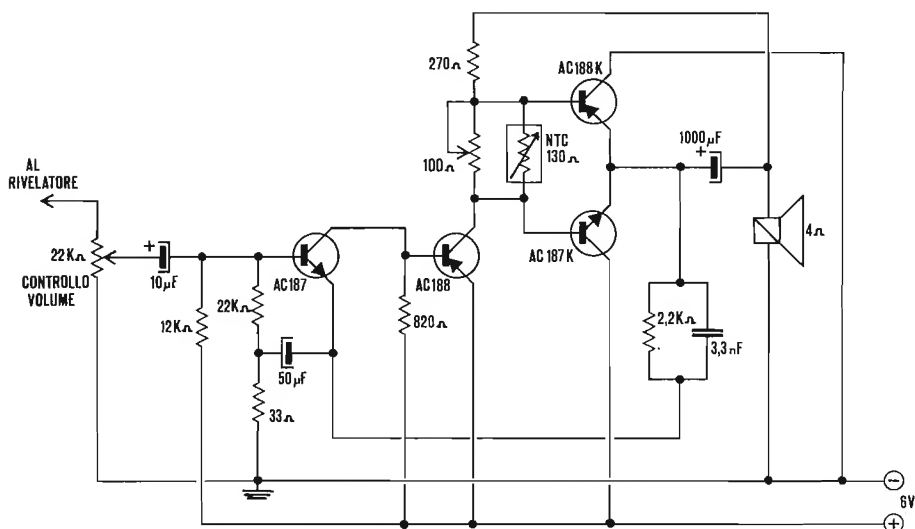 270Ω
AC188K
1000µF
+
AL
RIVELATORE
100Ω
NTC
130Ω
4Ω
22KΩ
CONTROLLO
VOLUME
+
10µF
AC187
AC188
AC187K
12KΩ
22KΩ
820Ω
2,2KΩ
3,3nF
50µF
33Ω
−
6V
+